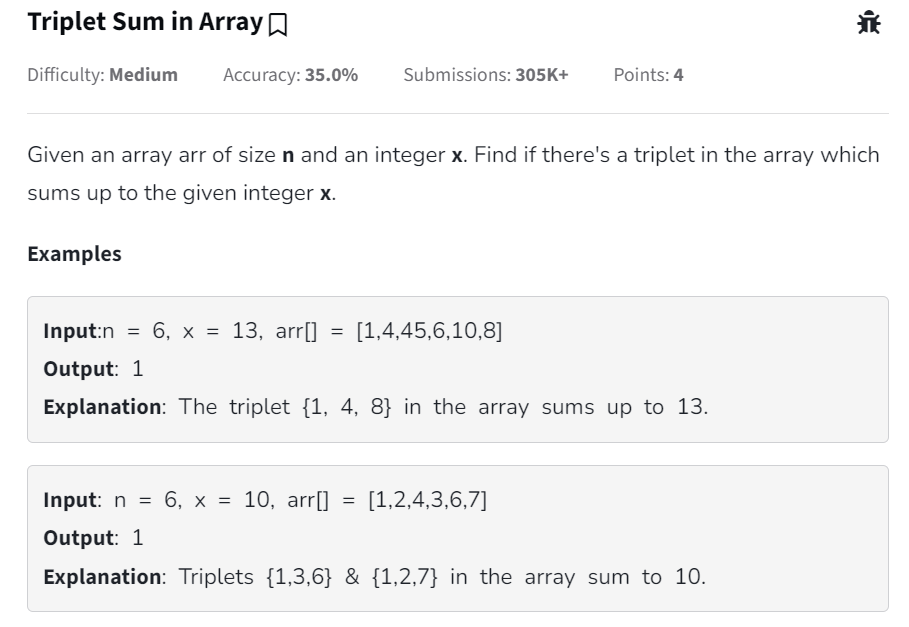 Triplet Sum in Array
Difficulty: Medium Accuracy: 35.0% Submissions: 305K+ Points: 4
Given an array arr of size n and an integer x. Find if there's a triplet in the array which
sums up to the given integer x.
Examples
Input:n = 6, x = 13, arr[] = [1,4,45,6,10,8]
Output: 1
Explanation: The triplet {1, 4, 8} in the array sums up to 13.
Input: n = 6, x = 10, arr[] = [1,2,4,3,6,7]
Output: 1
Explanation: Triplets {1,3,6} & {1,2,7} in the array sum to 10.